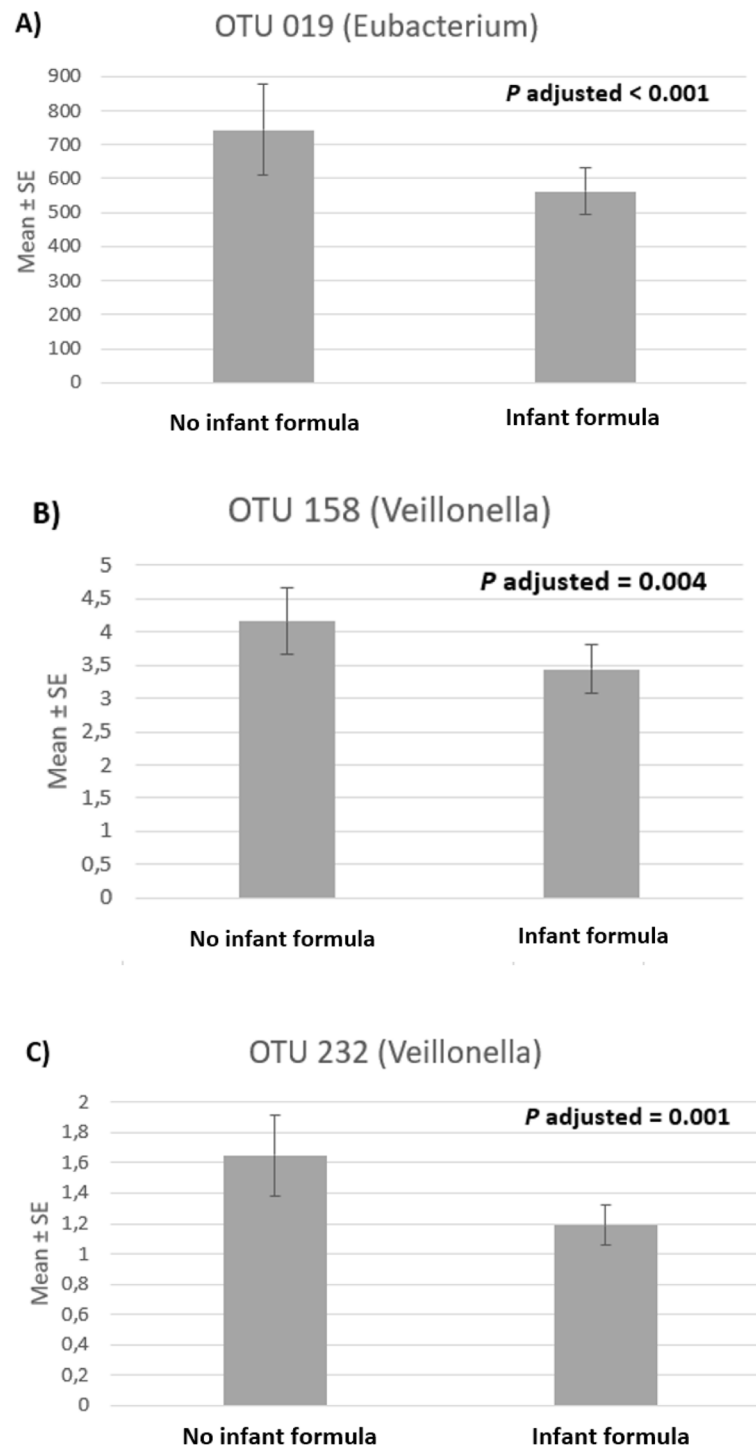 A)
OTU 019 (Eubacterium)
P adjusted < 0.001
Mean ± SE
900
800
700
600
500
400
300
200
100
0
No infant formula
Infant formula
B)
OTU 158 (Veillonella)
P adjusted = 0.004
Mean ± SE
5
4,5
4
3,5
3
2,5
2
1,5
1
0,5
0
No infant formula
Infant formula
C)
OTU 232 (Veillonella)
P adjusted = 0.001
Mean ± SE
2
1,8
1,6
1,4
1,2
1
0,8
0,6
0,4
0,2
0
No infant formula
Infant formula